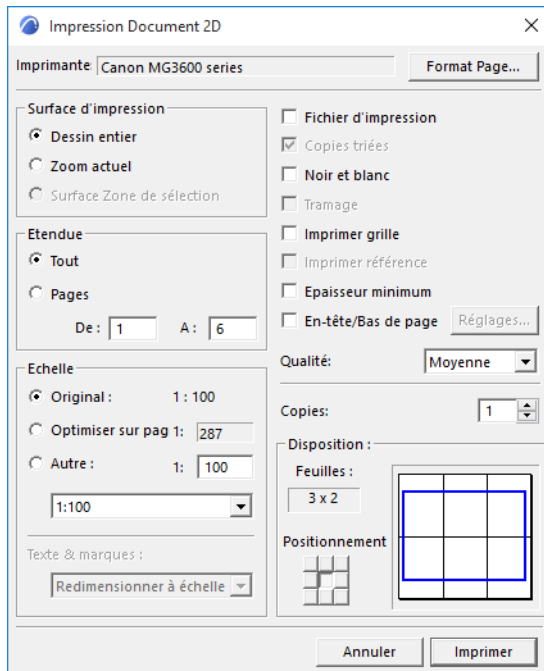 Impression Document 2D
Imprimante Canon MG3600 series Format Page...
Surface d'impression
Dessin entier
Zoom actuel
Surface Zone de sélection
Etendue
Tout
Pages
De : 1 A : 6
Echelle
Original : 1 : 100
Optimiser sur pag 1: 287
Autre : 1: 100
1:100
Texte & marques :
Redimensionner à échelle
Fichier d'impression
Copies triées
Noir et blanc
Tramage
Imprimer grille
Imprimer référence
Epaisseur minimum
En-tête/Bas de page Réglages...
Qualité: Moyenne
Copies: 1
Disposition :
Feuilles :
3 x 2
Positionnement
Annuler Imprimer